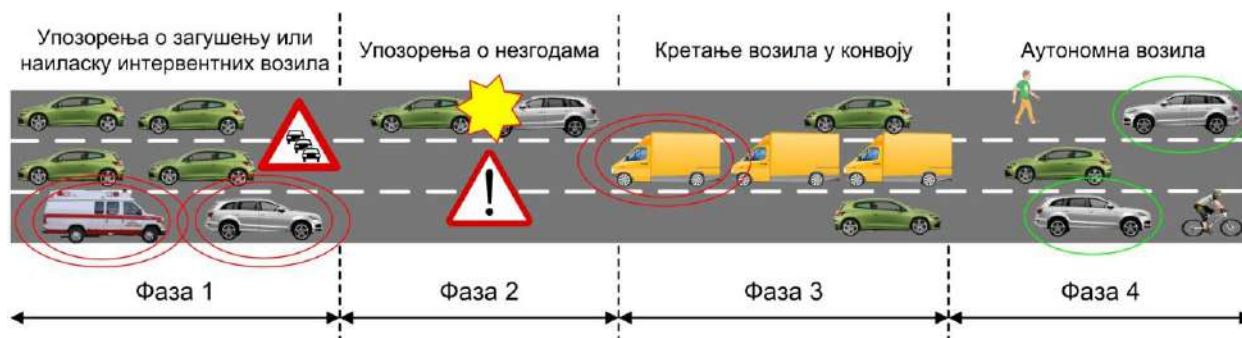 Упозорења о загушењу или
наиласку интервентних возила
Упозорења о незгодама
Кретање возила у конвоју
Аутономна возила
Фаза 1
Фаза 2
Фаза 3
Фаза 4